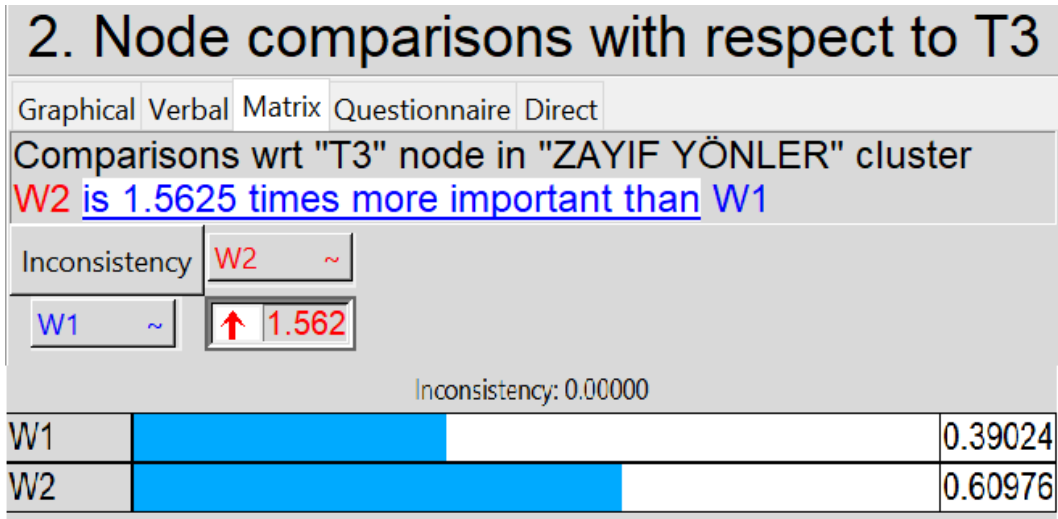 2. Node comparisons with respect to T3
Graphical Verbal Matrix Questionnaire Direct
Comparisons wrt "T3" node in "ZAYIF YÖNLER" cluster
W2 is 1.5625 times more important than W1
Inconsistency W2 ~
W1 ~ 1.562
Inconsistency: 0.00000
W1 0.39024
W2 0.60976